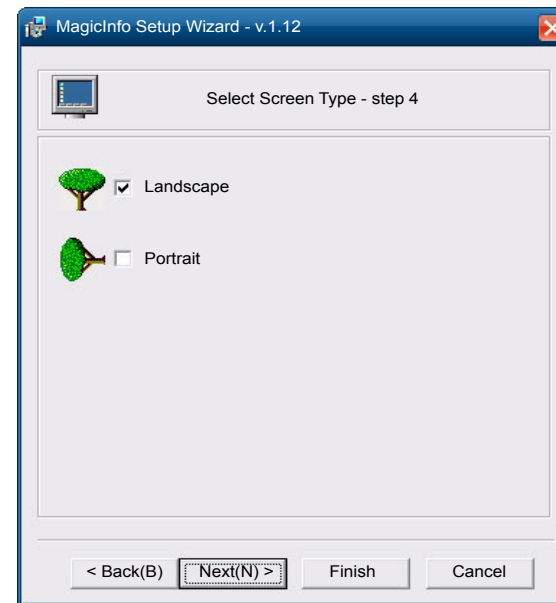 MagicInfo Setup Wizard - v.1.12
Select Screen Type - step 4
Landscape
Portrait
< Back(B) Next(N) > Finish Cancel